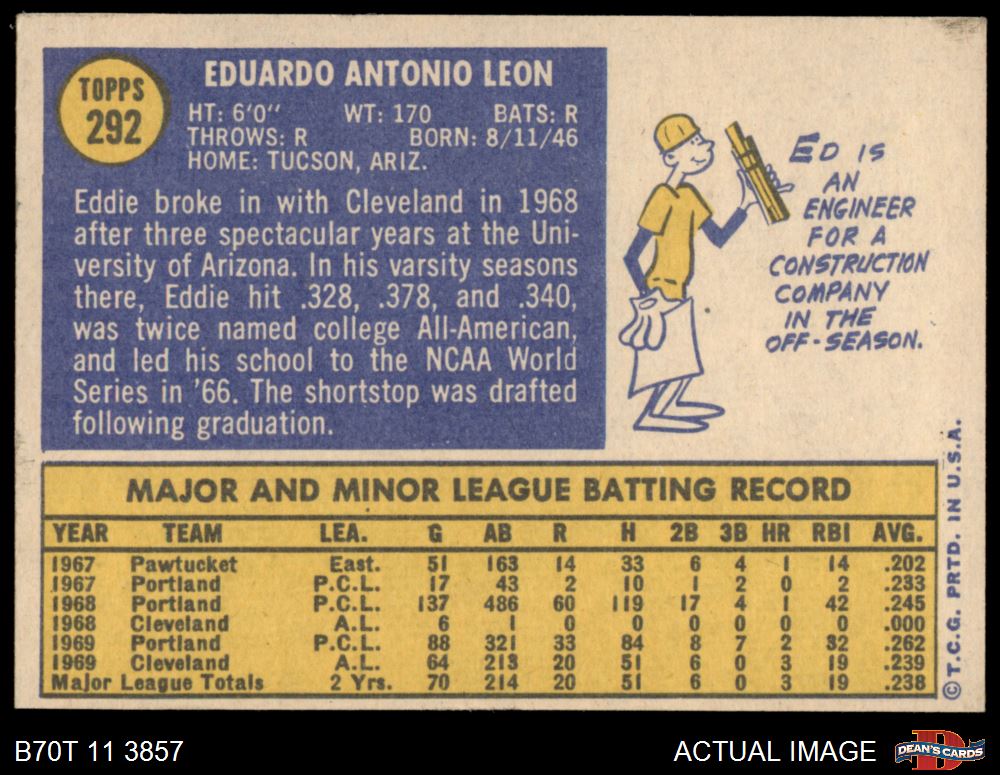 TOPPS
292
EDUARDO ANTONIO LEON
HT: 6'0" WT: 170 BATS: R
THROWS: R BORN: 8/11/46
HOME: TUCSON, ARIZ.
Eddie broke in with Cleveland in 1968
after three spectacular years at the Uni-
versity of Arizona. In his varsity seasons
there, Eddie hit .328, .378, and .340,
was twice named college All-American,
and led his school to the NCAA World
Series in '66. The shortstop was drafted
following graduation.
ED IS
AN
ENGINEER
FOR A
CONSTRUCTION
COMPANY
IN THE
OFF-SEASON.
MAJOR AND MINOR LEAGUE BATTING RECORD
YEAR TEAM LEA. G AB R H 2B 3B HR RBI AVG.
1967 Pawtucket East. 51 163 14 33 6 4 1 14 .202
1967 Portland P.C.L. 17 43 2 10 1 2 0 2 .233
1968 Portland P.C.L. 137 486 60 119 17 4 1 42 .245
1968 Cleveland A.L. 6 1 0 0 0 0 0 0 .000
1969 Portland P.C.L. 88 321 33 84 8 7 2 32 .262
1969 Cleveland A.L. 64 213 20 51 6 0 3 19 .239
Major League Totals 2 Yrs. 70 214 20 51 6 0 3 19 .238
© T.C.G. PRTD. IN U.S.A.
B70T 11 3857
ACTUAL IMAGE
DEAN'S CARDS